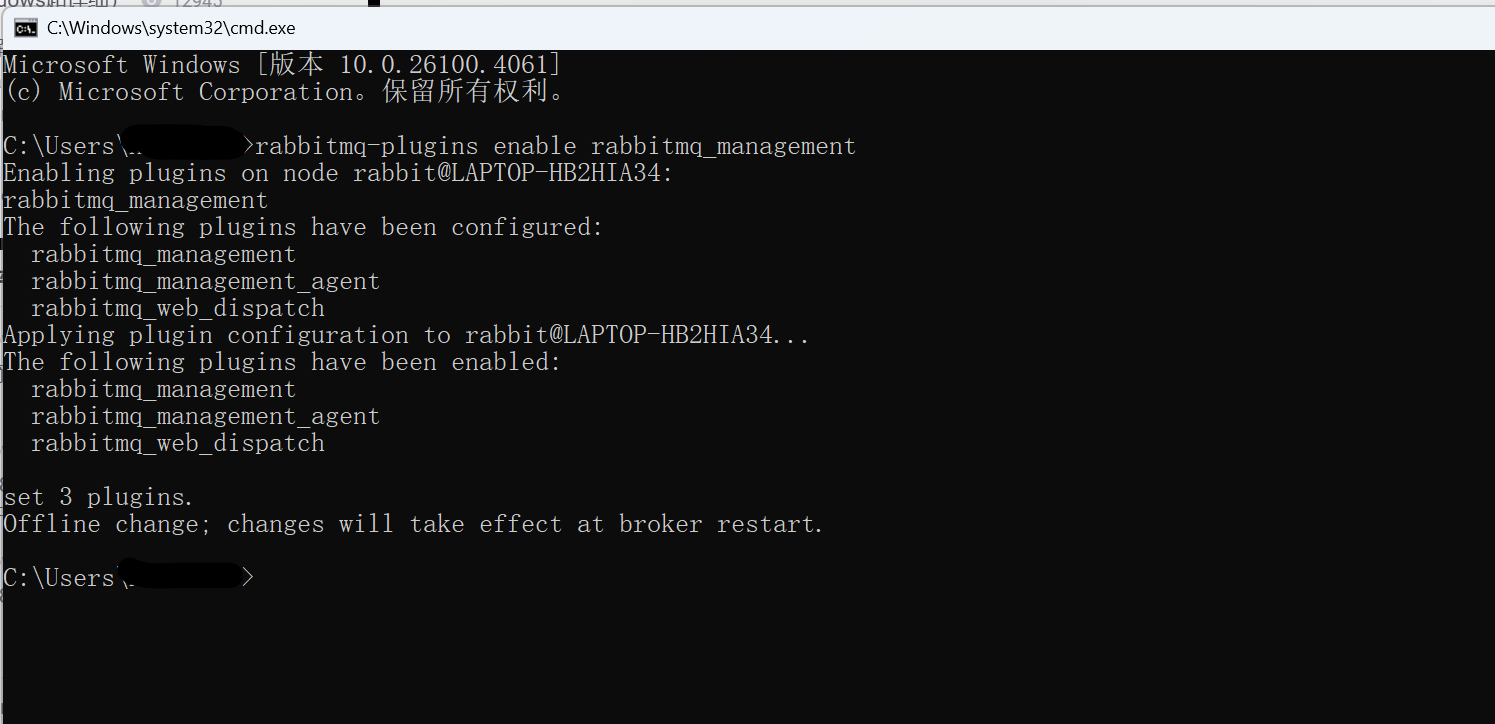 C:\Windows\system32\cmd.exe
Microsoft Windows [版本 10.0.26100.4061]
(c) Microsoft Corporation。保留所有权利。
C:\Users\>rabbitmq-plugins enable rabbitmq_management
Enabling plugins on node rabbit@LAPTOP-HB2HIA34:
rabbitmq_management
The following plugins have been configured:
  rabbitmq_management
  rabbitmq_management_agent
  rabbitmq_web_dispatch
Applying plugin configuration to rabbit@LAPTOP-HB2HIA34...
The following plugins have been enabled:
  rabbitmq_management
  rabbitmq_management_agent
  rabbitmq_web_dispatch
set 3 plugins.
Offline change; changes will take effect at broker restart.
C:\Users\>